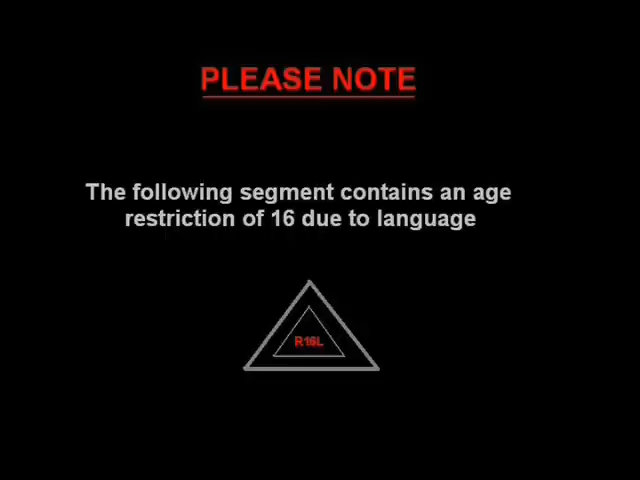 PLEASE NOTE
The following segment contains an age
restriction of 16 due to language
R16L